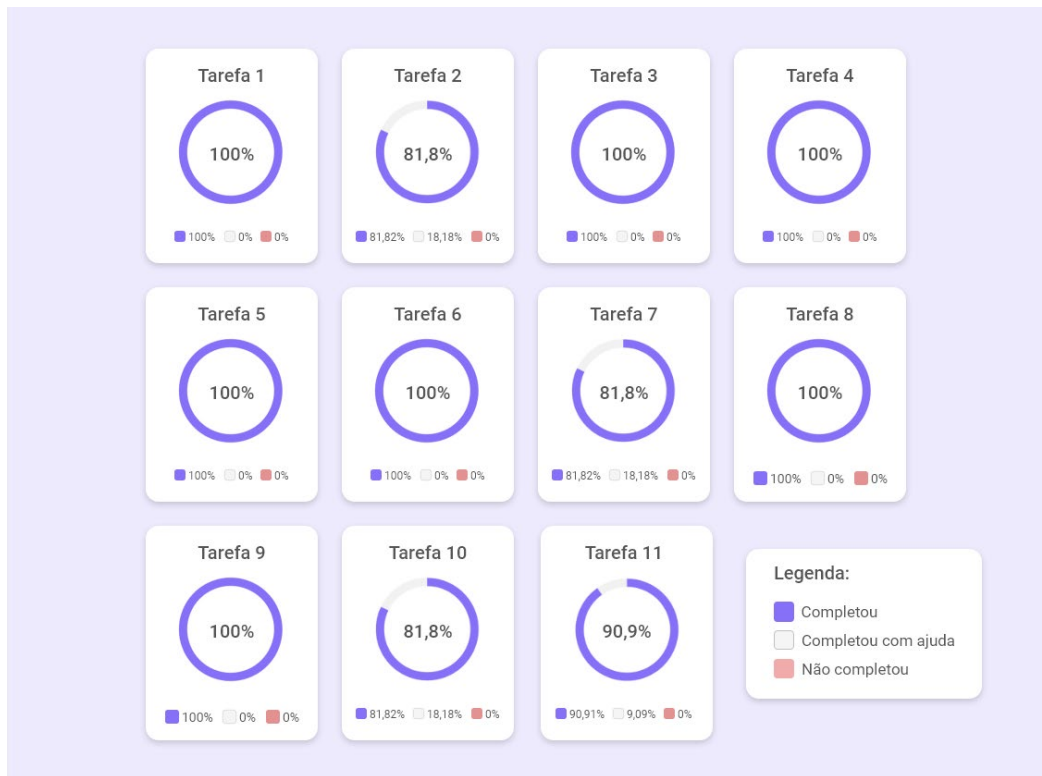 Tarefa 1
100%
100% 0% 0%
Tarefa 2
81,8%
81,82% 18,18% 0%
Tarefa 3
100%
100% 0% 0%
Tarefa 4
100%
100% 0% 0%
Tarefa 5
100%
100% 0% 0%
Tarefa 6
100%
100% 0% 0%
Tarefa 7
81,8%
81,82% 18,18% 0%
Tarefa 8
100%
100% 0% 0%
Tarefa 9
100%
100% 0% 0%
Tarefa 10
81,8%
81,82% 18,18% 0%
Tarefa 11
90,9%
90,91% 9,09% 0%
Legenda:
Completou
Completou com ajuda
Não completou